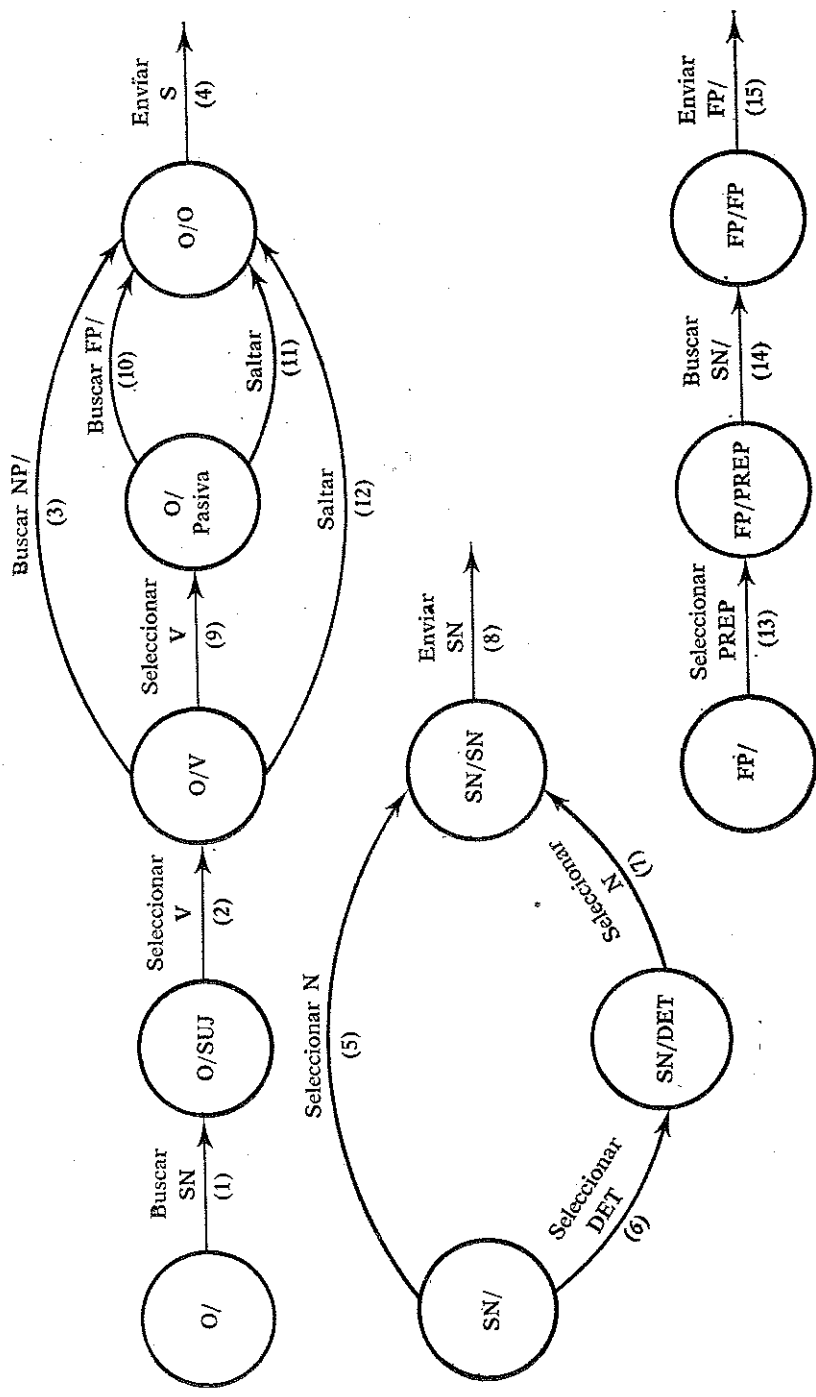 Buscar NP/
(3)
Buscar
SN
(1)
Seleccionar
V
(2)
Seleccionar
V
(9)
Buscar FP/
(10)
Enviar
S
(4)
O/
O/SUJ
O/V
O/
Pasiva
O/O
Saltar
(11)
Saltar
(12)
Seleccionar N
(5)
Enviar
SN
(8)
SN/
SN/SN
Seleccionar
DET
(6)
SN/DET
Seleccionar
N
(7)
Seleccionar
PREP
(13)
Buscar
SN/
(14)
Enviar
FP/
(15)
FP/
FP/PREP
FP/FP